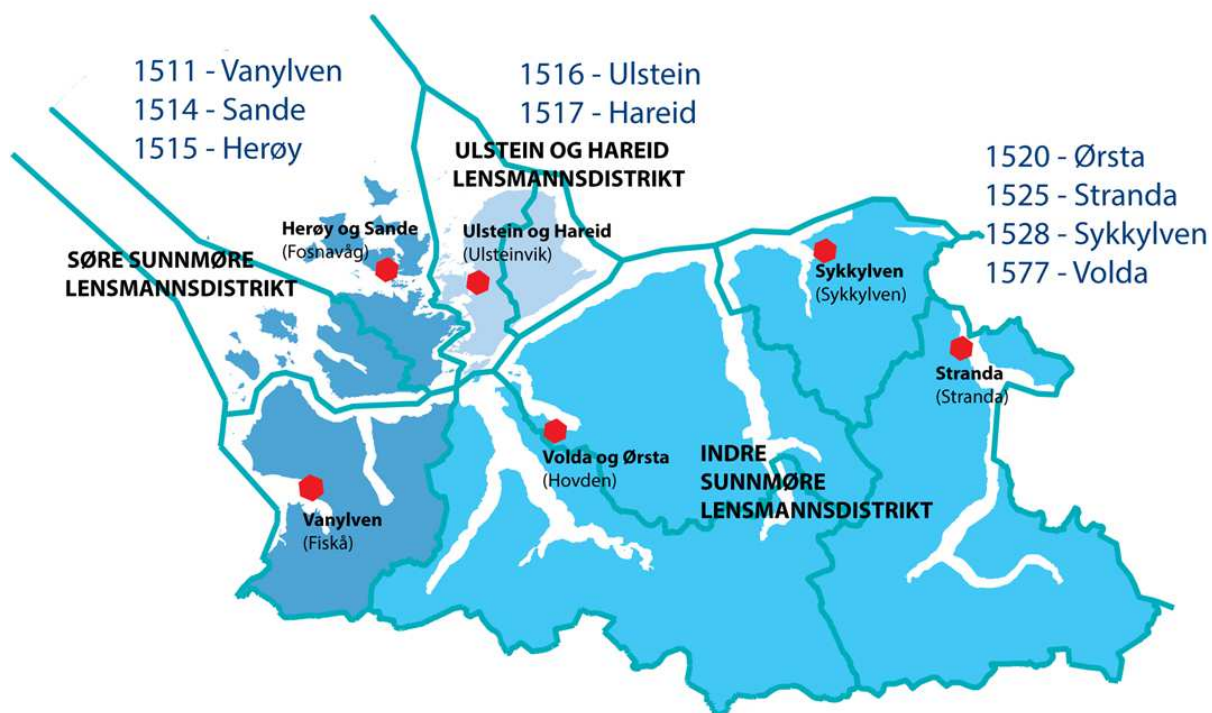 1511 - Vanylven
1514 - Sande
1515 - Herøy
1516 - Ulstein
1517 - Hareid
ULSTEIN OG HAREID
LENSMANNSDISTRIKT
1520 - Ørsta
1525 - Stranda
1528 - Sykkylven
1577 - Volda
Herøy og Sande
(Fosnavåg)
Ulstein og Hareid
(Ulsteinvik)
SØRE SUNNMØRE
LENSMANNSDISTRIKT
Sykkylven
(Sykkylven)
Stranda
(Stranda)
Volda og Ørsta
(Hovden)
INDRE
SUNNMØRE
LENSMANNSDISTRIKT
Vanylven
(Fiskå)